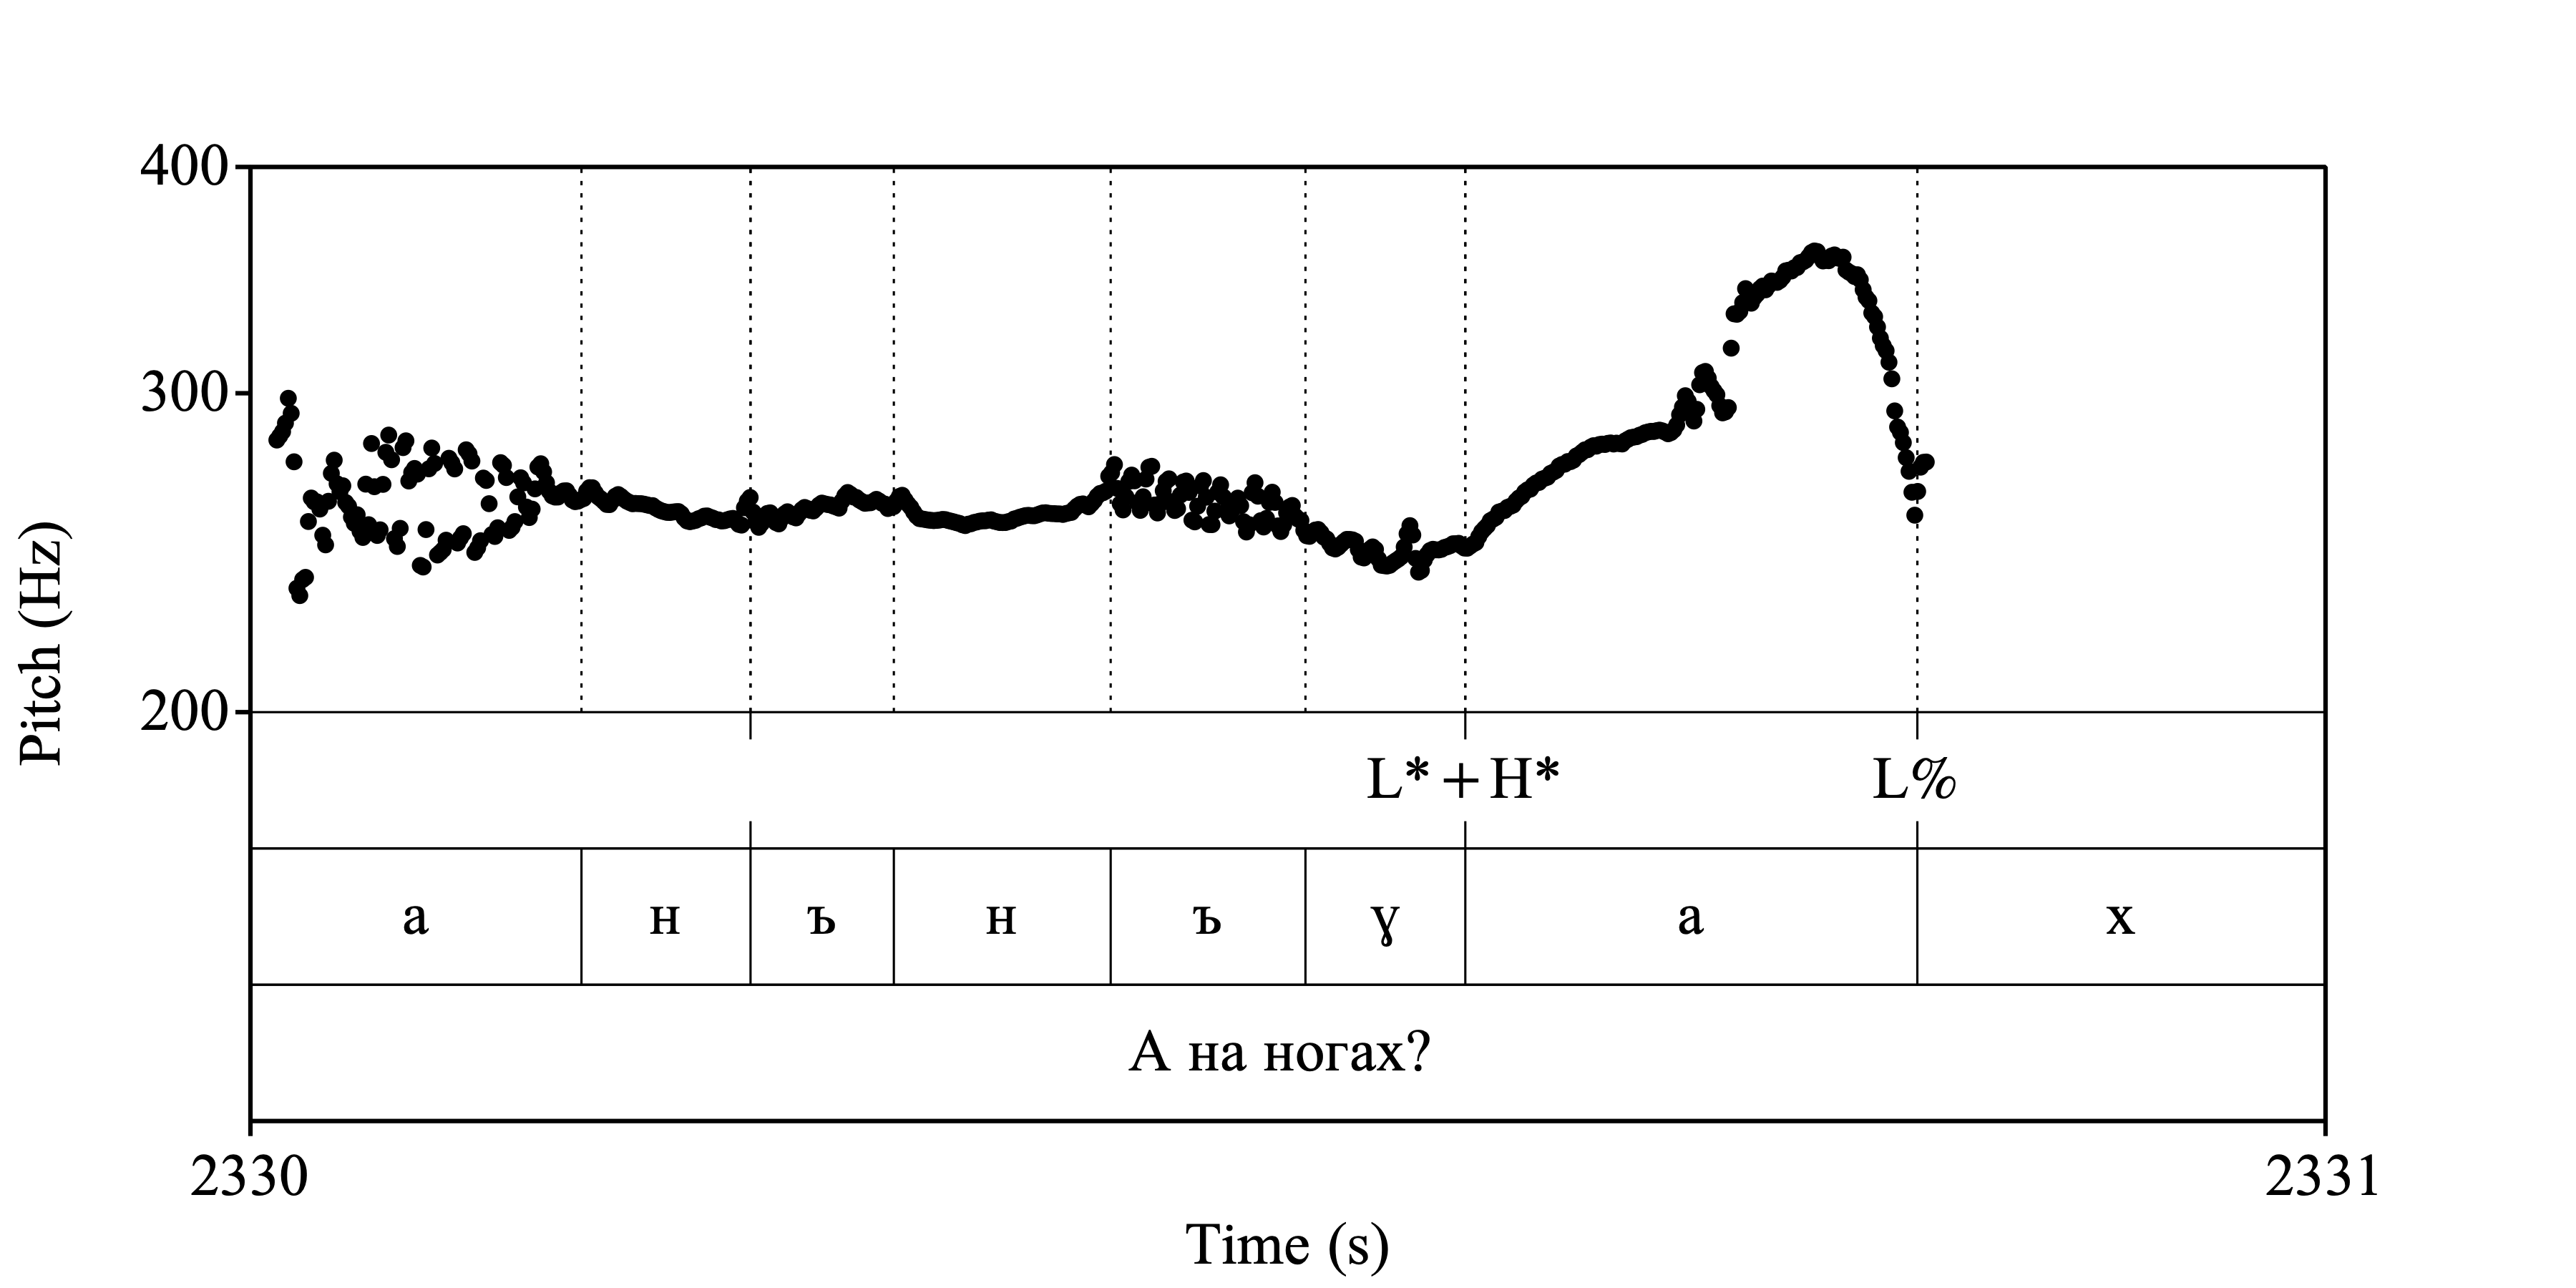 400
300
200
Pitch (Hz)
L* + H* L%
а н ъ н ъ ɣ а х
А на ногах?
2330 2331
Time (s)